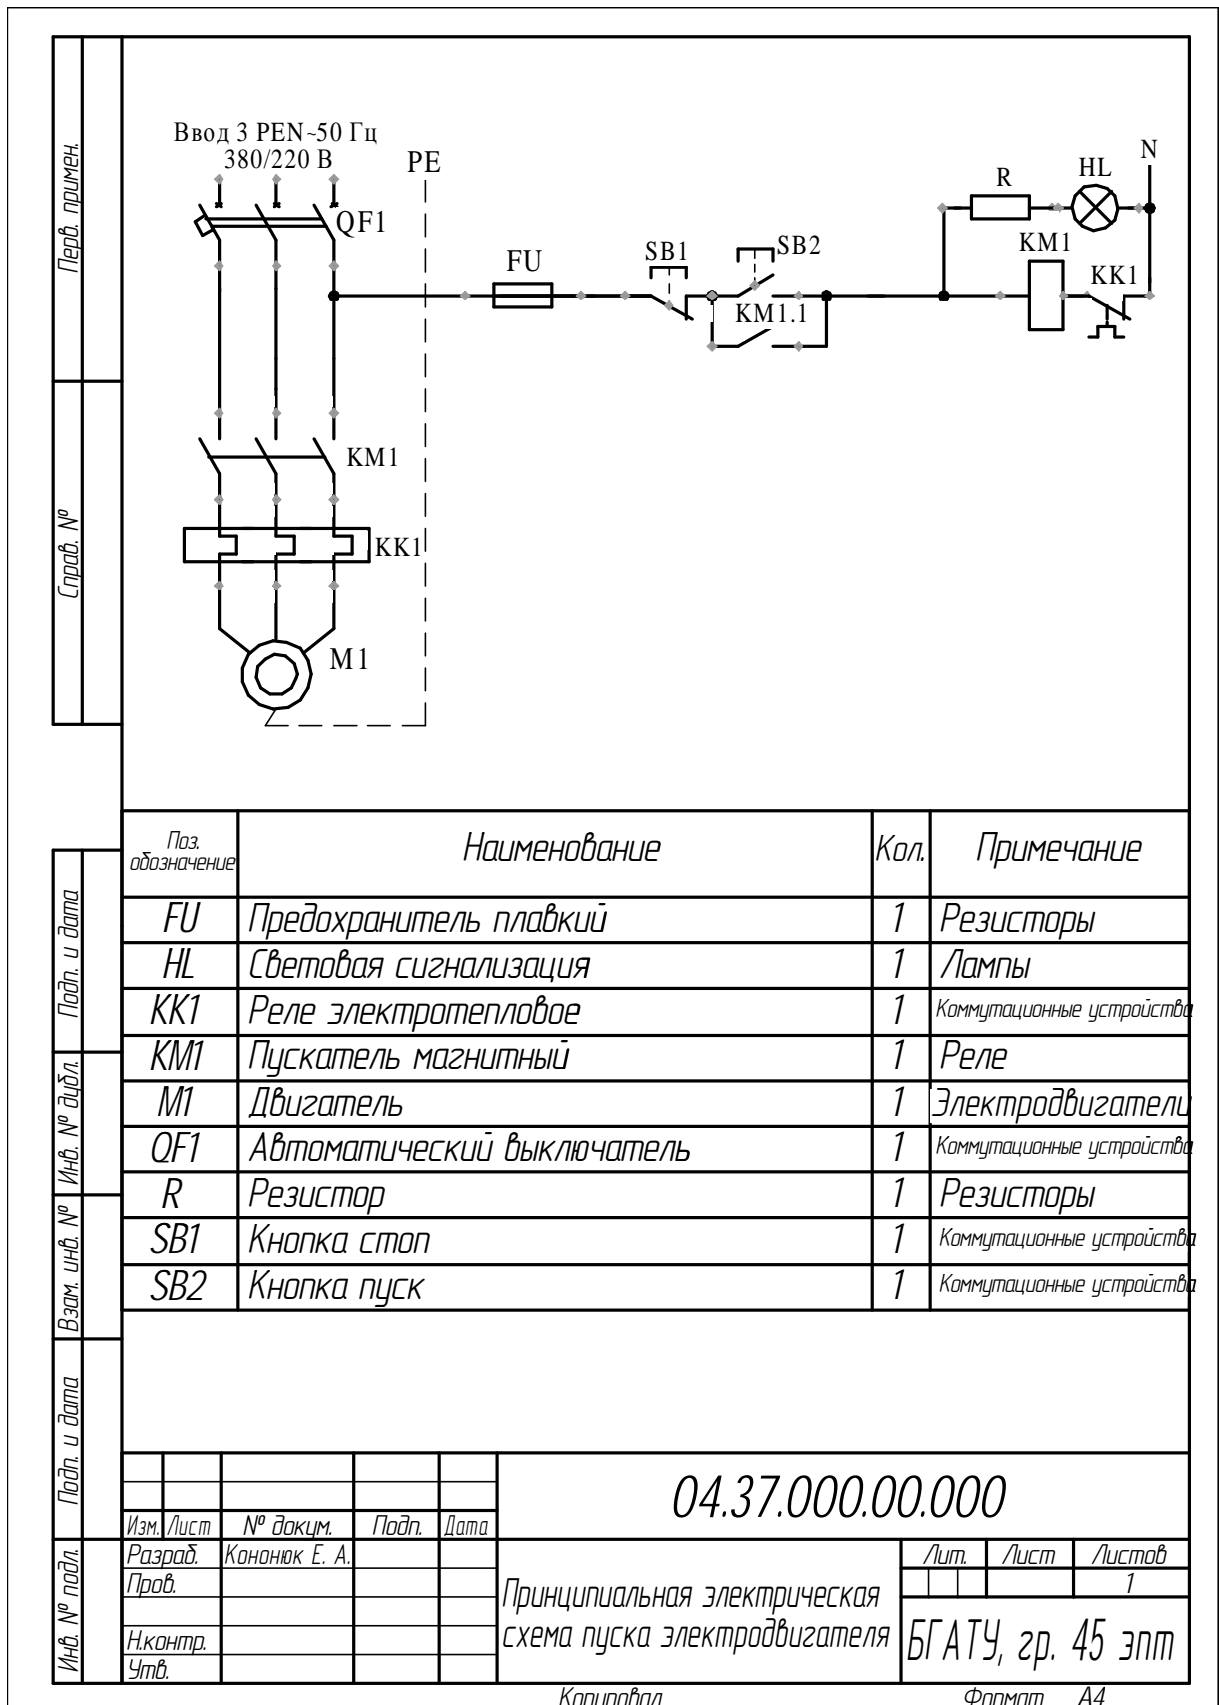 Перв. примен.
Справ. №
Ввод 3 PEN~50 Гц
380/220 В
PE
QF1
FU
SB1
SB2
KM1.1
R
HL
N
KM1
KK1
KM1
KK1
M1
Поз. обозначение
Наименование
Кол.
Примечание
FU Предохранитель плавкий 1 Резисторы
HL Световая сигнализация 1 Лампы
KK1 Реле электротепловое 1 Коммутационные устройства
KM1 Пускатель магнитный 1 Реле
M1 Двигатель 1 Электродвигатели
QF1 Автоматический выключатель 1 Коммутационные устройства
R Резистор 1 Резисторы
SB1 Кнопка стоп 1 Коммутационные устройства
SB2 Кнопка пуск 1 Коммутационные устройства
Подп. и дата
Инв. № дубл.
Взам. инв. №
Подп. и дата
Инв. № подл.
04.37.000.00.000
Изм. Лист № докум. Подп. Дата
Разраб. Кононюк Е. А.
Пров.
Н.контр.
Утв.
Принципиальная электрическая
схема пуска электродвигателя
Лит. Лист Листов
1
БГАТУ, гр. 45 эпт
Копировал
Формат A4